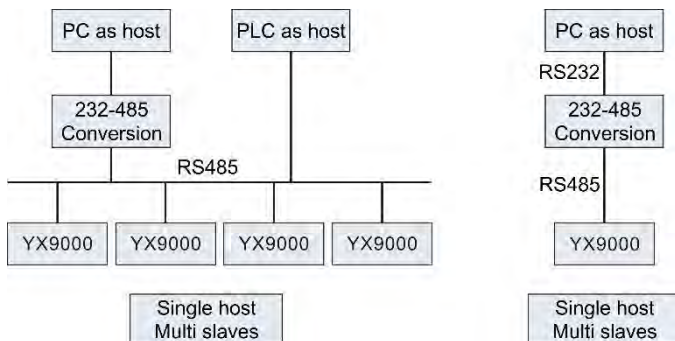 PC as host
PLC as host
232-485
Conversion
RS485
YX9000
YX9000
YX9000
YX9000
Single host
Multi slaves
PC as host
RS232
232-485
Conversion
RS485
YX9000
Single host
Multi slaves